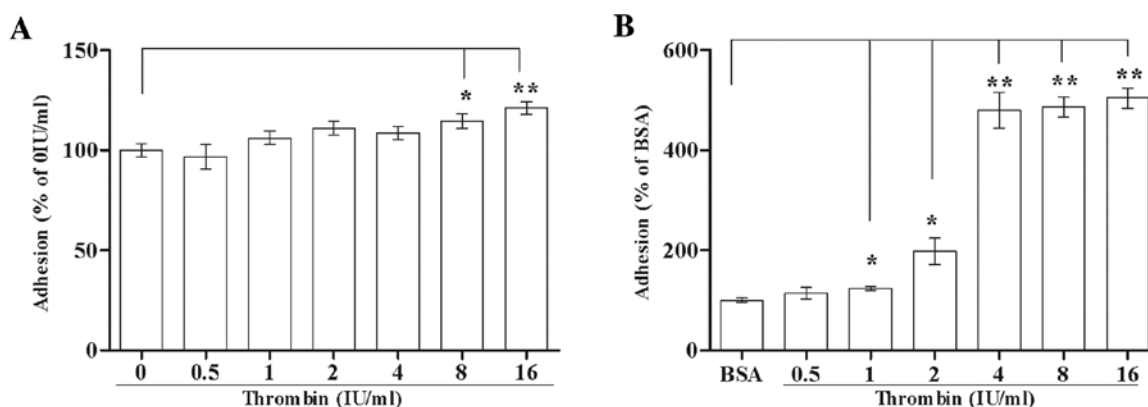 A
Adhesion (% of 0IU/ml)
150
100
50
0
* **
0 0.5 1 2 4 8 16
Thrombin (IU/ml)
B
Adhesion (% of BSA)
600
400
200
0
* * ** ** **
BSA 0.5 1 2 4 8 16
Thrombin (IU/ml)